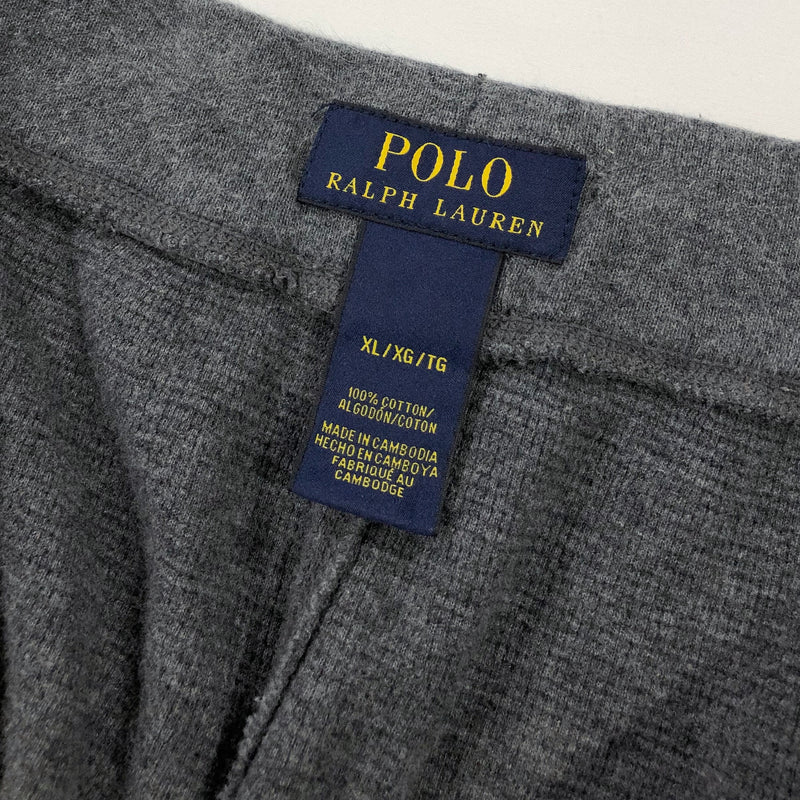 POLO
RALPH LAUREN
XL/XG/TG
100% COTTON/
ALGODÓN/COTON
MADE IN CAMBODIA
HECHO EN CAMBOYA
FABRIQUÉ AU
CAMBODGE